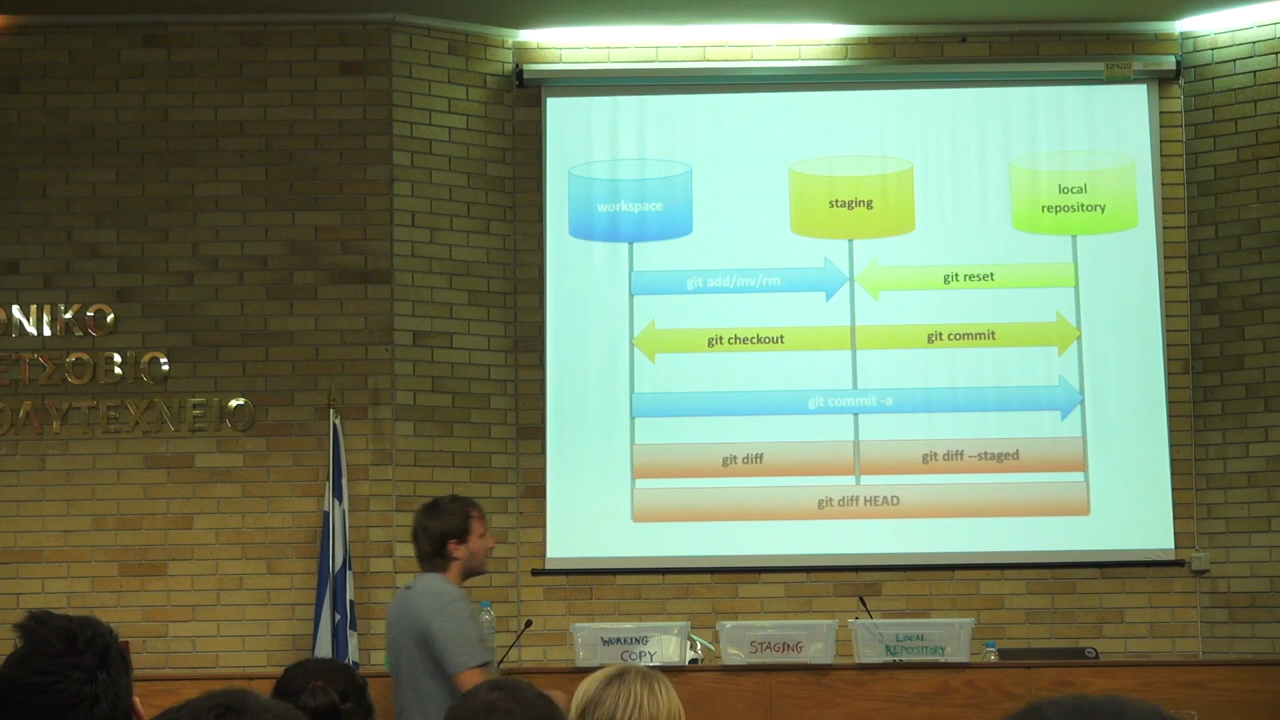 ΟΝΙΚΟ
ΕΤΣΟΒΙΟ
ΟΛΥΤΕΧΝΕΙΟ
workspace
staging
local
repository
git add/mv/rm
git reset
git checkout
git commit
git commit -a
git diff
git diff --staged
git diff HEAD
WORKING
COPY
STAGING
LOCAL
REPOSITORY